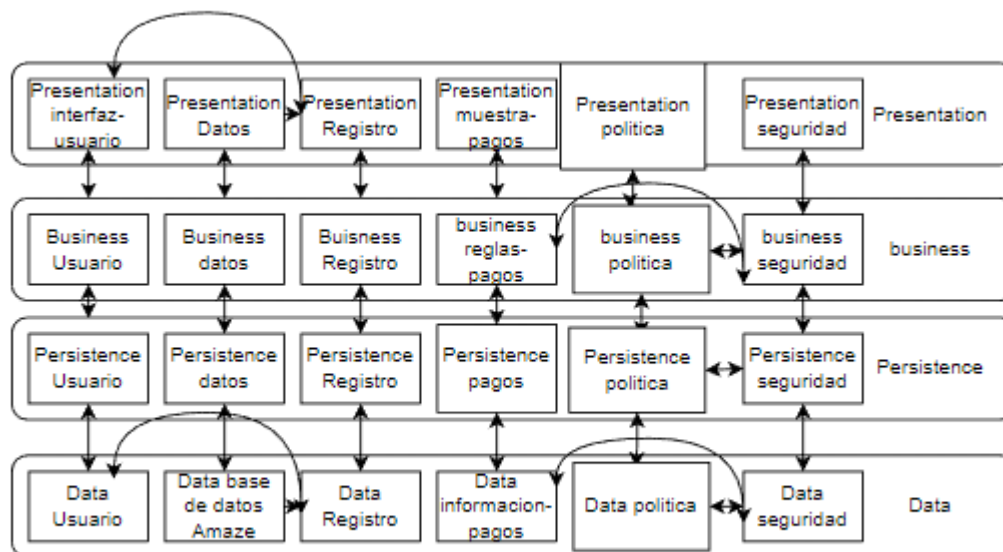 Presentation
interfaz-
usuario
Presentation
Datos
Presentation
Registro
Presentation
muestra-
pagos
Presentation
politica
Presentation
seguridad
Presentation
Business
Usuario
Business
datos
Buisness
Registro
business
reglas-
pagos
business
politica
business
seguridad
business
Persistence
Usuario
Persistence
datos
Persistence
Registro
Persistence
pagos
Persistence
politica
Persistence
seguridad
Persistence
Data
Usuario
Data base
de datos
Amaze
Data
Registro
Data
informacion-
pagos
Data politica
Data
seguridad
Data